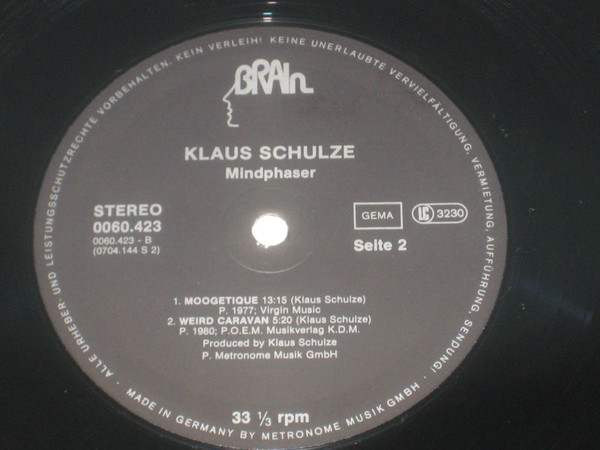 BRAIn
KLAUS SCHULZE
Mindphaser
STEREO
0060.423
0060.423 - B
(0704.144 S 2)
GEMA
LC 3230
Seite 2
1. MOOGETIQUE 13:15 (Klaus Schulze)
P. 1977; Virgin Music
2. WEIRD CARAVAN 5:20 (Klaus Schulze)
P. 1980; P.O.E.M. Musikverlag K.D.M.
Produced by Klaus Schulze
P. Metronome Musik GmbH
33 1/3 rpm
· ALLE URHEBER- UND LEISTUNGSSCHUTZRECHTE VORBEHALTEN. KEIN VERLEIH! KEINE UNERLAUBTE VERVIELFÄLTIGUNG, VERMIETUNG, AUFFÜHRUNG, SENDUNG!
· MADE IN GERMANY BY METRONOME MUSIK GMBH ·